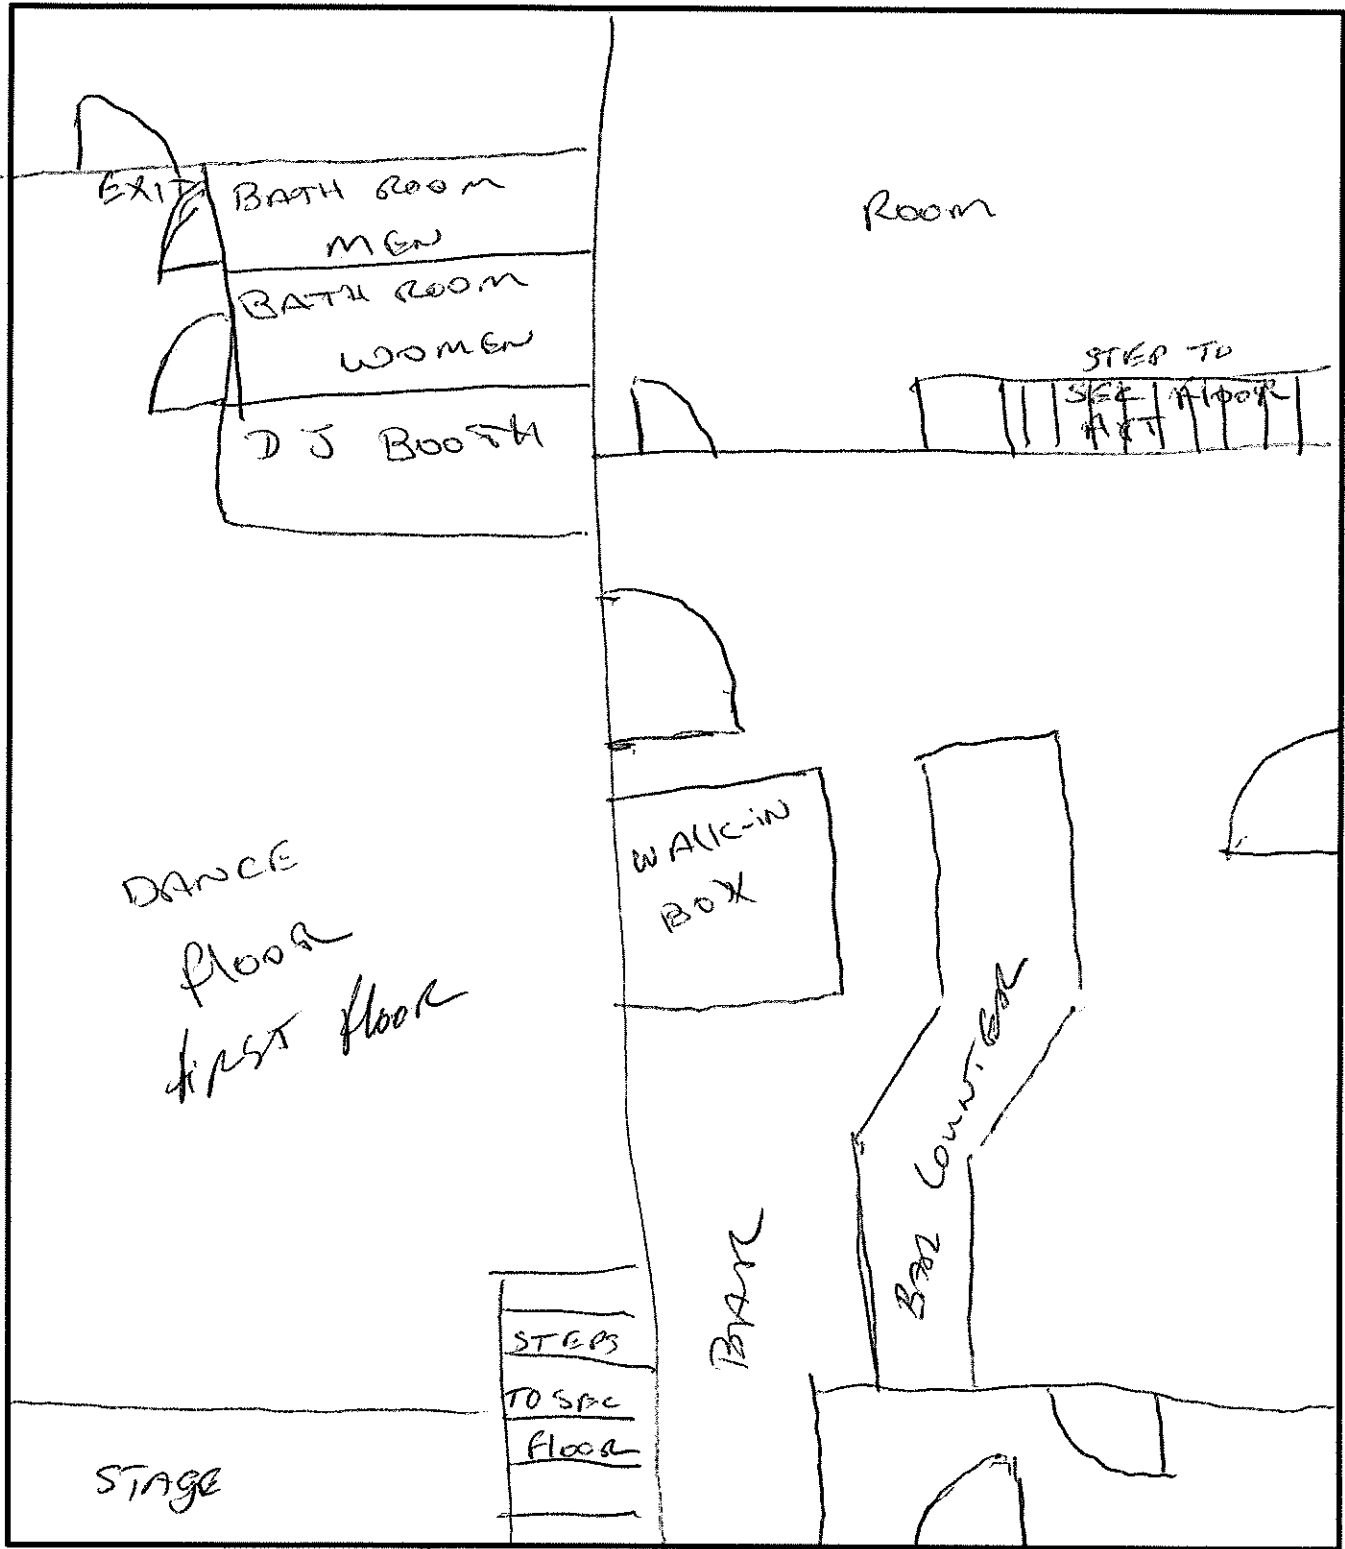 EXIT
BATH ROOM
MEN
BATH ROOM
WOMEN
DJ BOOTH
ROOM
STEP TO
SEC FLOOR
DANCE
floor
first floor
WALK-IN
BOX
BAR COUNTER
BAR
STEPS
TO SEC
floor
STAGE